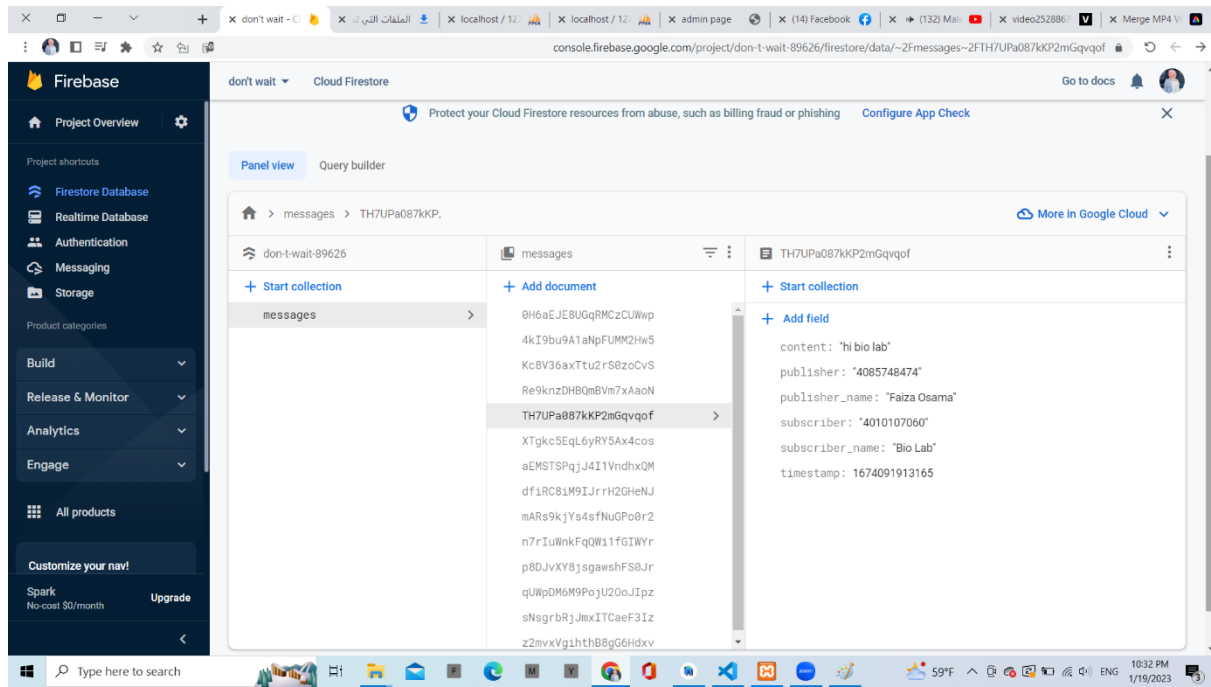 don't wait - Cl
الملفات التي تـ
localhost / 127
localhost / 127
admin page
(14) Facebook
(132) Mak
video2528867
Merge MP4 Vi
console.firebase.google.com/project/don-t-wait-89626/firestore/data/~2Fmessages~2FTH7UPa087kKP2mGqvqof
Firebase
don't wait
Cloud Firestore
Go to docs
Project Overview
Protect your Cloud Firestore resources from abuse, such as billing fraud or phishing
Configure App Check
Project shortcuts
Firestore Database
Realtime Database
Authentication
Messaging
Storage
Product categories
Build
Release & Monitor
Analytics
Engage
All products
Customize your nav!
Spark
No-cost $0/month
Upgrade
Panel view
Query builder
messages > TH7UPa087kKP.
More in Google Cloud
don-t-wait-89626
+ Start collection
messages
messages
+ Add document
0H6aEJE8UGqRMCzCUWwp
4kI9bu9A1aNpFUMM2Hw5
Kc8V36axTtu2rS0zoCvS
Re9knzDHBQmBVm7xAaoN
TH7UPa087kKP2mGqvqof
XTgkc5EqL6yRY5Ax4cos
aEMSTSPqjJ4I1VndhxQM
dfiRC8iM9IJrrH2GHeNJ
mARs9kjYs4sfNuGPo0r2
n7rIuWnkFqQWi1fGIWYr
p8DJvXY8jsgawshFS0Jr
qUWpDM6M9PojU2OoJIpz
sNsgrbRjJmxITCaeF3Iz
z2mvxVgihthB8gG6Hdxv
TH7UPa087kKP2mGqvqof
+ Start collection
+ Add field
content: "hi bio lab"
publisher: "4085748474"
publisher_name: "Faiza Osama"
subscriber: "4010107060"
subscriber_name: "Bio Lab"
timestamp: 1674091913165
Type here to search
59°F
ENG
10:32 PM
1/19/2023